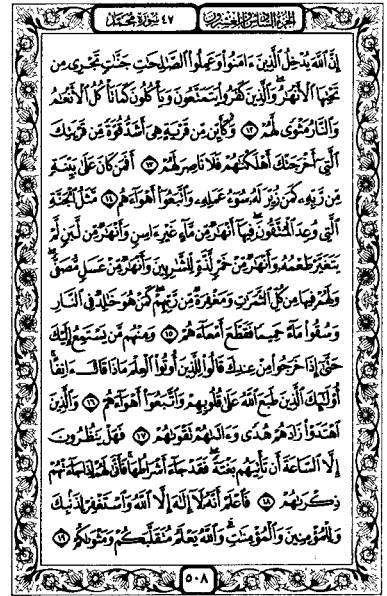 الجزء السادس والعشرون ٤٧ سورة محمد
إِنَّ ٱللَّهَ يُدۡخِلُ ٱلَّذِينَ ءَامَنُواْ وَعَمِلُواْ ٱلصَّٰلِحَٰتِ جَنَّٰتٖ تَجۡرِي مِن
تَحۡتِهَا ٱلۡأَنۡهَٰرُۖ وَٱلَّذِينَ كَفَرُواْ يَتَمَتَّعُونَ وَيَأۡكُلُونَ كَمَا تَأۡكُلُ ٱلۡأَنۡعَٰمُ
وَٱلنَّارُ مَثۡوٗى لَّهُمۡ ١٢ وَكَأَيِّن مِّن قَرۡيَةٍ هِيَ أَشَدُّ قُوَّةٗ مِّن قَرۡيَتِكَ
ٱلَّتِيٓ أَخۡرَجَتۡكَ أَهۡلَكۡنَٰهُمۡ فَلَا نَاصِرَ لَهُمۡ ١٣ أَفَمَن كَانَ عَلَىٰ بَيِّنَةٖ
مِّن رَّبِّهِۦ كَمَن زُيِّنَ لَهُۥ سُوٓءُ عَمَلِهِۦ وَٱتَّبَعُوٓاْ أَهۡوَآءَهُم ١٤ مَّثَلُ ٱلۡجَنَّةِ
ٱلَّتِي وُعِدَ ٱلۡمُتَّقُونَۖ فِيهَآ أَنۡهَٰرٞ مِّن مَّآءٍ غَيۡرِ ءَاسِنٖ وَأَنۡهَٰرٞ مِّن لَّبَنٖ لَّمۡ
يَتَغَيَّرۡ طَعۡمُهُۥ وَأَنۡهَٰرٞ مِّنۡ خَمۡرٖ لَّذَّةٖ لِّلشَّٰرِبِينَ وَأَنۡهَٰرٞ مِّنۡ عَسَلٖ مُّصَفّٗىۖ
وَلَهُمۡ فِيهَا مِن كُلِّ ٱلثَّمَرَٰتِ وَمَغۡفِرَةٞ مِّن رَّبِّهِمۡۖ كَمَنۡ هُوَ خَٰلِدٞ فِي ٱلنَّارِ
وَسُقُواْ مَآءً حَمِيمٗا فَقَطَّعَ أَمۡعَآءَهُمۡ ١٥ وَمِنۡهُم مَّن يَسۡتَمِعُ إِلَيۡكَ
حَتَّىٰٓ إِذَا خَرَجُواْ مِنۡ عِندِكَ قَالُواْ لِلَّذِينَ أُوتُواْ ٱلۡعِلۡمَ مَاذَا قَالَ ءَانِفًاۚ
أُوْلَٰٓئِكَ ٱلَّذِينَ طَبَعَ ٱللَّهُ عَلَىٰ قُلُوبِهِمۡ وَٱتَّبَعُوٓاْ أَهۡوَآءَهُمۡ ١٦ وَٱلَّذِينَ
ٱهۡتَدَوۡاْ زَادَهُمۡ هُدٗى وَءَاتَىٰهُمۡ تَقۡوَىٰهُمۡ ١٧ فَهَلۡ يَنظُرُونَ
إِلَّا ٱلسَّاعَةَ أَن تَأۡتِيَهُم بَغۡتَةٗۖ فَقَدۡ جَآءَ أَشۡرَاطُهَاۚ فَأَنَّىٰ لَهُمۡ إِذَا جَآءَتۡهُمۡ
ذِكۡرَىٰهُمۡ ١٨ فَٱعۡلَمۡ أَنَّهُۥ لَآ إِلَٰهَ إِلَّا ٱللَّهُ وَٱسۡتَغۡفِرۡ لِذَنۢبِكَ
وَلِلۡمُؤۡمِنِينَ وَٱلۡمُؤۡمِنَٰتِۗ وَٱللَّهُ يَعۡلَمُ مُتَقَلَّبَكُمۡ وَمَثۡوَىٰكُمۡ ١٩
٥٠٨